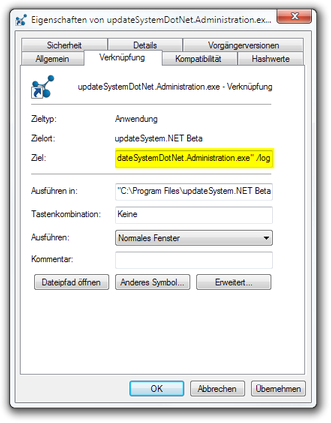 Eigenschaften von updateSystemDotNet.Administration.ex...
Sicherheit Details Vorgängerversionen
Allgemein Verknüpfung Kompatibilität Hashwerte
updateSystemDotNet.Administration.exe - Verknüpfung
Zieltyp: Anwendung
Zielort: updateSystem.NET Beta
Ziel: dateSystemDotNet.Administration.exe" /log
Ausführen in: "C:\Program Files\updateSystem.NET Beta
Tastenkombination: Keine
Ausführen: Normales Fenster
Kommentar:
Dateipfad öffnen Anderes Symbol... Erweitert...
OK Abbrechen Übernehmen